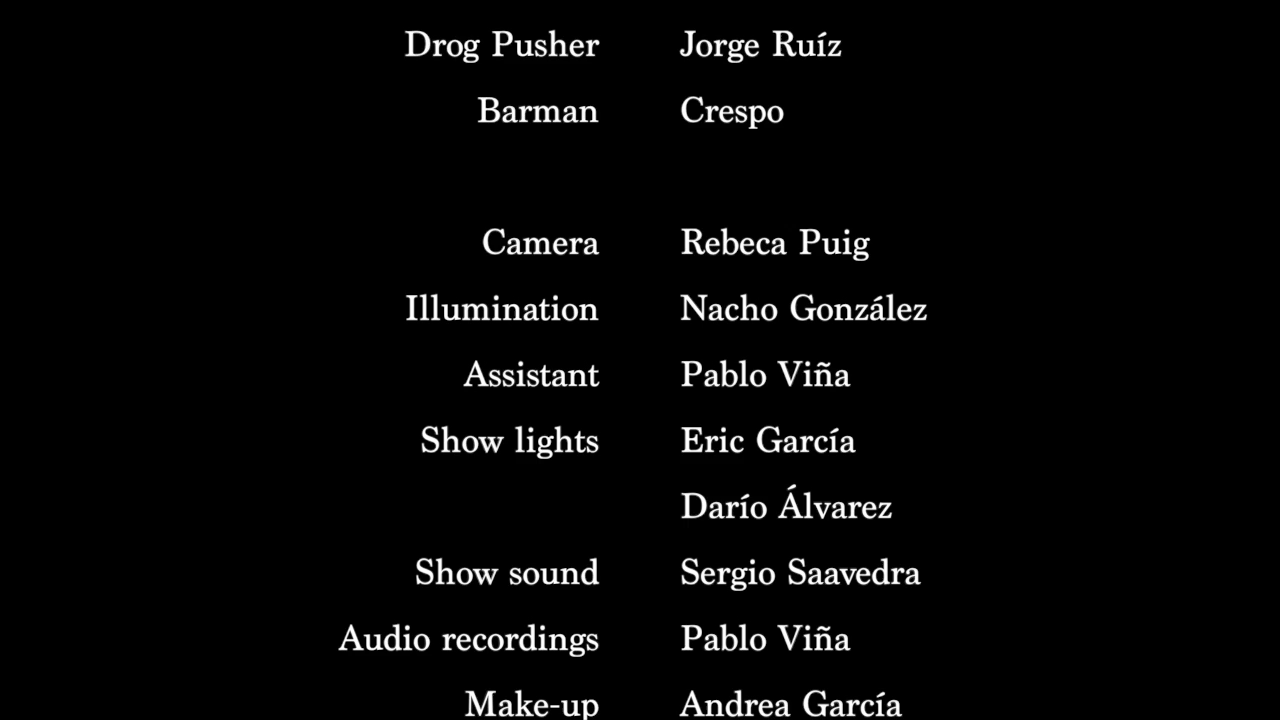 Drog Pusher Jorge Ruíz
Barman Crespo
Camera Rebeca Puig
Illumination Nacho González
Assistant Pablo Viña
Show lights Eric García
Darío Álvarez
Show sound Sergio Saavedra
Audio recordings Pablo Viña
Make-up Andrea García